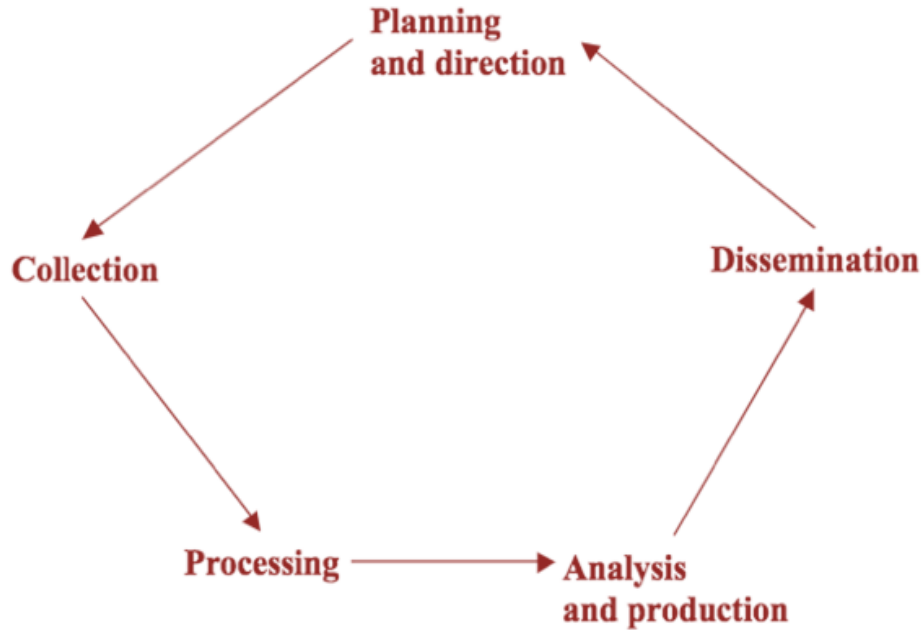 Planning
and direction
Collection
Dissemination
Processing
Analysis
and production